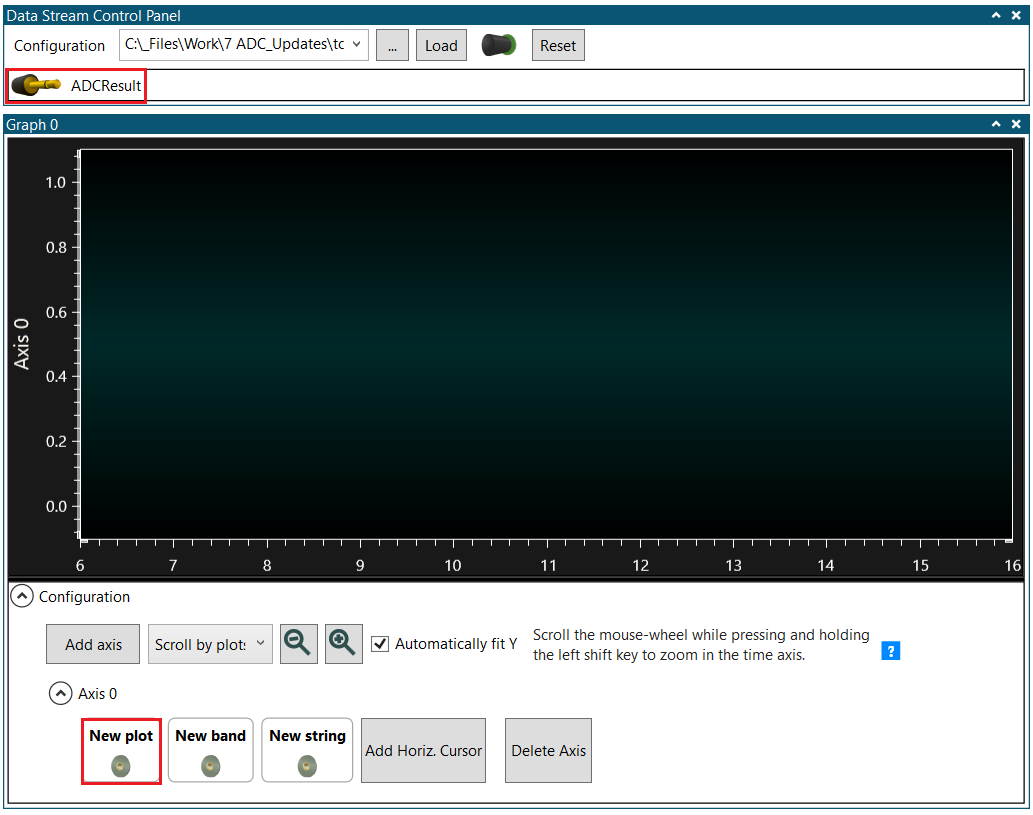 Data Stream Control Panel
Configuration C:\_Files\Work\7 ADC_Updates\tc ... Load Reset
ADCResult
Graph 0
Axis 0
1.0
0.8
0.6
0.4
0.2
0.0
6 7 8 9 10 11 12 13 14 15 16
Configuration
Add axis Scroll by plots Automatically fit Y Scroll the mouse-wheel while pressing and holding
the left shift key to zoom in the time axis. ?
Axis 0
New plot New band New string Add Horiz. Cursor Delete Axis